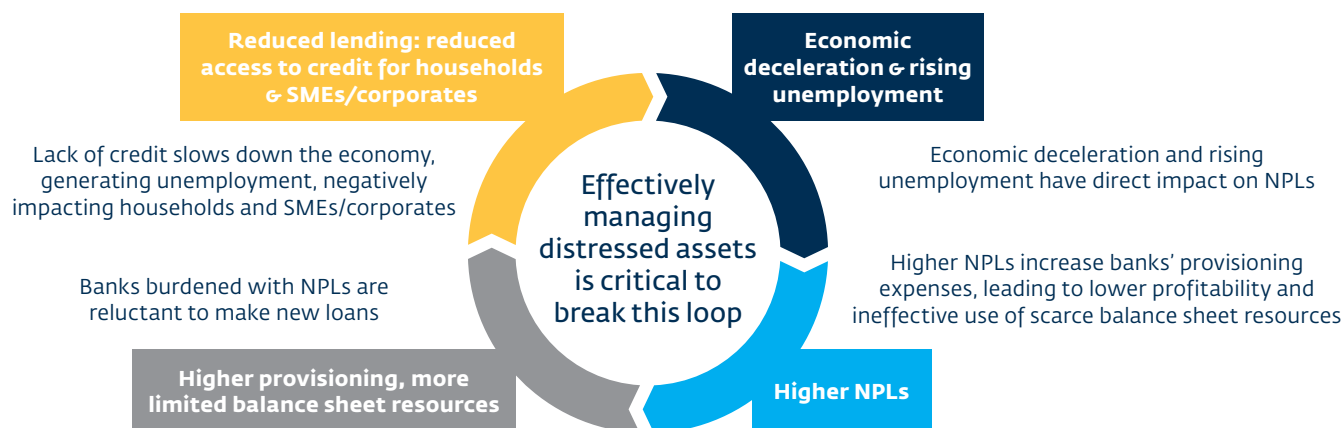 Reduced lending: reduced
access to credit for households
& SMEs/corporates
Economic
deceleration & rising
unemployment
Lack of credit slows down the economy,
generating unemployment, negatively
impacting households and SMEs/corporates
Economic deceleration and rising
unemployment have direct impact on NPLs
Effectively
managing
distressed assets
is critical to
break this loop
Banks burdened with NPLs are
reluctant to make new loans
Higher NPLs increase banks’ provisioning
expenses, leading to lower profitability and
ineffective use of scarce balance sheet resources
Higher provisioning, more
limited balance sheet resources
Higher NPLs